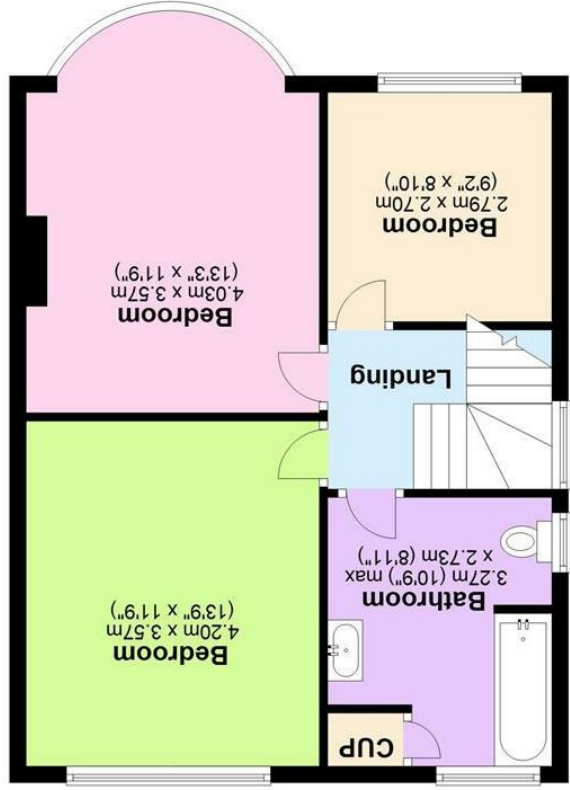 CUP
Bedroom
4.20m x 3.57m
(13'9" x 11'9")
Bathroom
3.27m (10'9") max
x 2.73m (8'11")
Landing
Bedroom
4.03m x 3.57m
(13'3" x 11'9")
Bedroom
2.79m x 2.70m
(9'2" x 8'10")